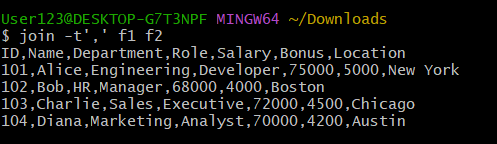 User123@DESKTOP-G7T3NPF MINGW64 ~/Downloads
$ join -t',' f1 f2
ID,Name,Department,Role,Salary,Bonus,Location
101,Alice,Engineering,Developer,75000,5000,New York
102,Bob,HR,Manager,68000,4000,Boston
103,Charlie,Sales,Executive,72000,4500,Chicago
104,Diana,Marketing,Analyst,70000,4200,Austin